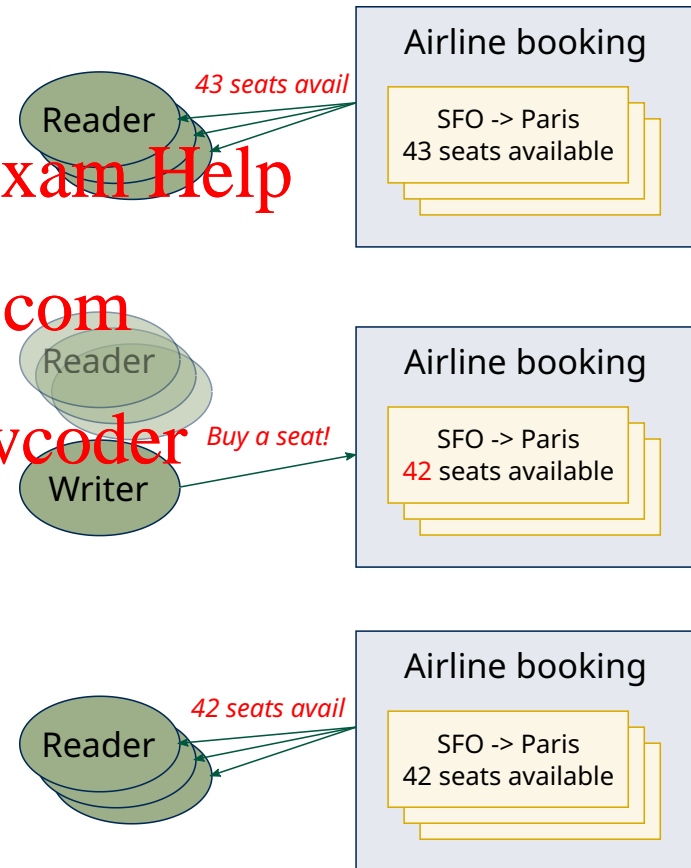 Airline booking
43 seats avail
SFO -> Paris
Reader
43 seats available
xam Help
com
Reader
Airline booking
SFO -> Paris
Buy a seat!
42 seats available
Writer
Airline booking
42 seats avail
SFO -> Paris
Reader
42 seats available